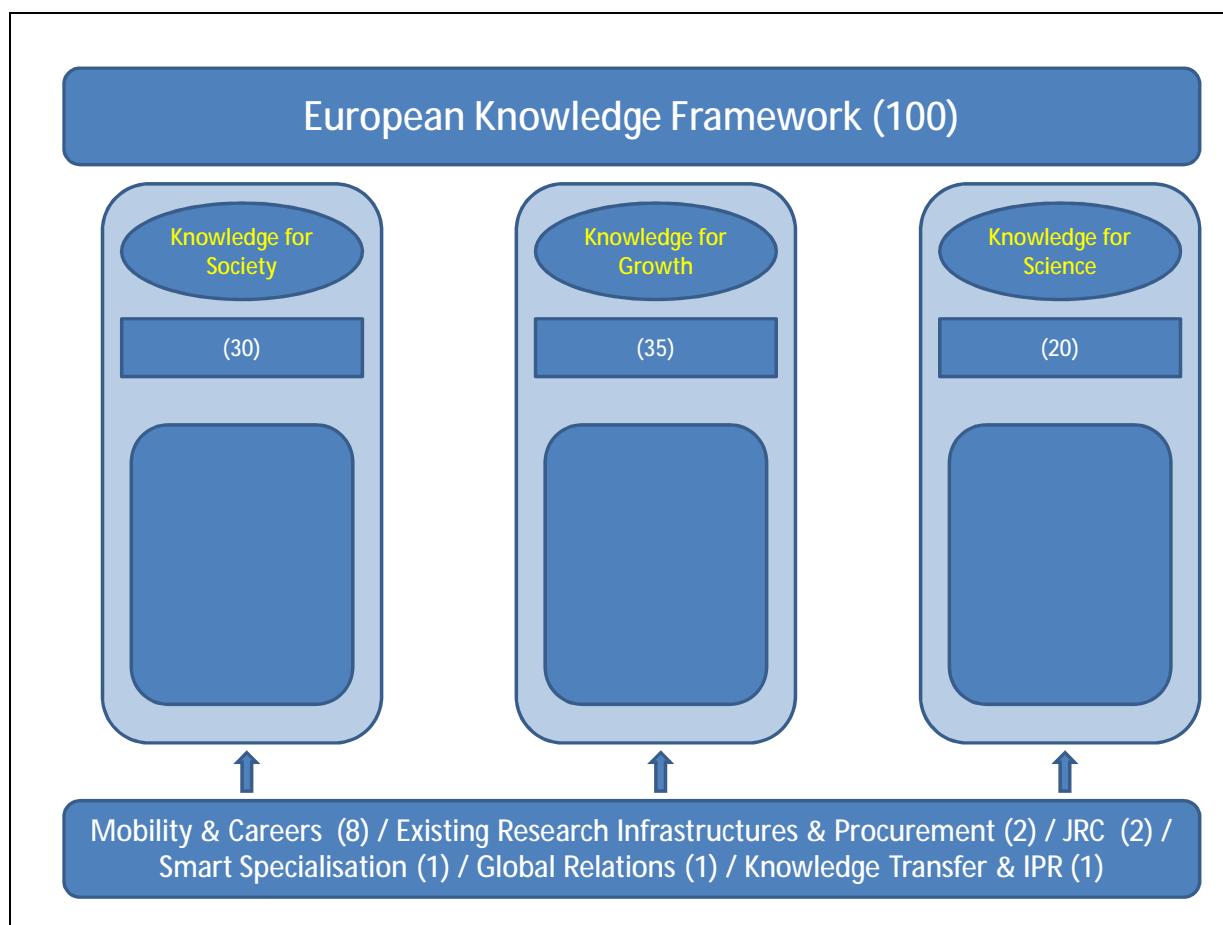 European Knowledge Framework (100)
Knowledge for
Society
(30)
Knowledge for
Growth
(35)
Knowledge for
Science
(20)
Mobility & Careers (8) / Existing Research Infrastructures & Procurement (2) / JRC (2) /
Smart Specialisation (1) / Global Relations (1) / Knowledge Transfer & IPR (1)